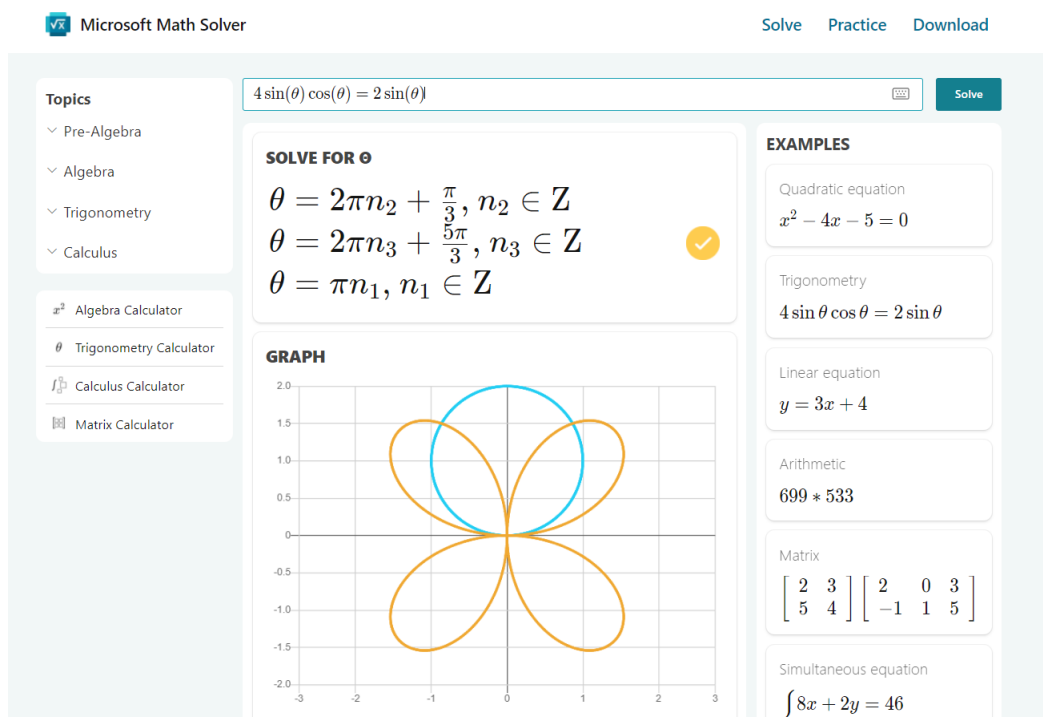 Microsoft Math Solver
Solve
Practice
Download
Topics
Pre-Algebra
Algebra
Trigonometry
Calculus
x² Algebra Calculator
θ Trigonometry Calculator
Calculus Calculator
Matrix Calculator
4 sin(θ) cos(θ) = 2 sin(θ)
Solve
SOLVE FOR Θ
θ = 2πn₂ + π/3, n₂ ∈ Z
θ = 2πn₃ + 5π/3, n₃ ∈ Z
θ = πn₁, n₁ ∈ Z
GRAPH
2.0
1.5
1.0
0.5
0
-0.5
-1.0
-1.5
-2.0
-3 -2 -1 0 1 2 3
EXAMPLES
Quadratic equation
x² − 4x − 5 = 0
Trigonometry
4 sin θ cos θ = 2 sin θ
Linear equation
y = 3x + 4
Arithmetic
699 ∗ 533
Matrix
[ 2 3 ] [ 2 0 3 ]
[ 5 4 ] [ −1 1 5 ]
Simultaneous equation
8x + 2y = 46